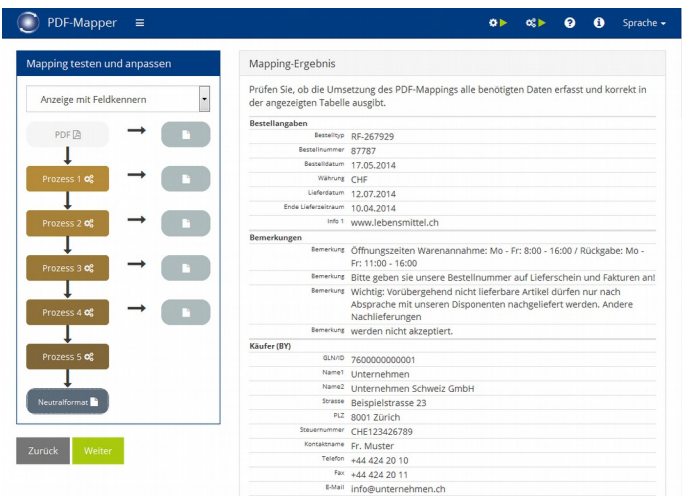 PDF-Mapper
Sprache
Mapping testen und anpassen
Anzeige mit Feldkennern
PDF
Prozess 1
Prozess 2
Prozess 3
Prozess 4
Prozess 5
Neutralformat
Zurück
Weiter
Mapping-Ergebnis
Prüfen Sie, ob die Umsetzung des PDF-Mappings alle benötigten Daten erfasst und korrekt in
der angezeigten Tabelle ausgibt.
Bestellangaben
Bestelltyp RF-267929
Bestellnummer 87787
Bestelldatum 17.05.2014
Währung CHF
Lieferdatum 12.07.2014
Ende Lieferzeitraum 10.04.2014
Info 1 www.lebensmittel.ch
Bemerkungen
Bemerkung Öffnungszeiten Warenannahme: Mo - Fr: 8:00 - 16:00 / Rückgabe: Mo -
Fr: 11:00 - 16:00
Bemerkung Bitte geben sie unsere Bestellnummer auf Lieferschein und Fakturen an!
Bemerkung Wichtig: Vorübergehend nicht lieferbare Artikel dürfen nur nach
Absprache mit unseren Disponenten nachgeliefert werden. Andere
Nachlieferungen
Bemerkung werden nicht akzeptiert.
Käufer (BY)
GLN/ID 7600000000001
Name1 Unternehmen
Name2 Unternehmen Schweiz GmbH
Strasse Beispielstrasse 23
PLZ 8001 Zürich
Steuernummer CHE123426789
Kontaktname Fr. Muster
Telefon +44 424 20 10
Fax +44 424 20 11
E-Mail info@unternehmen.ch